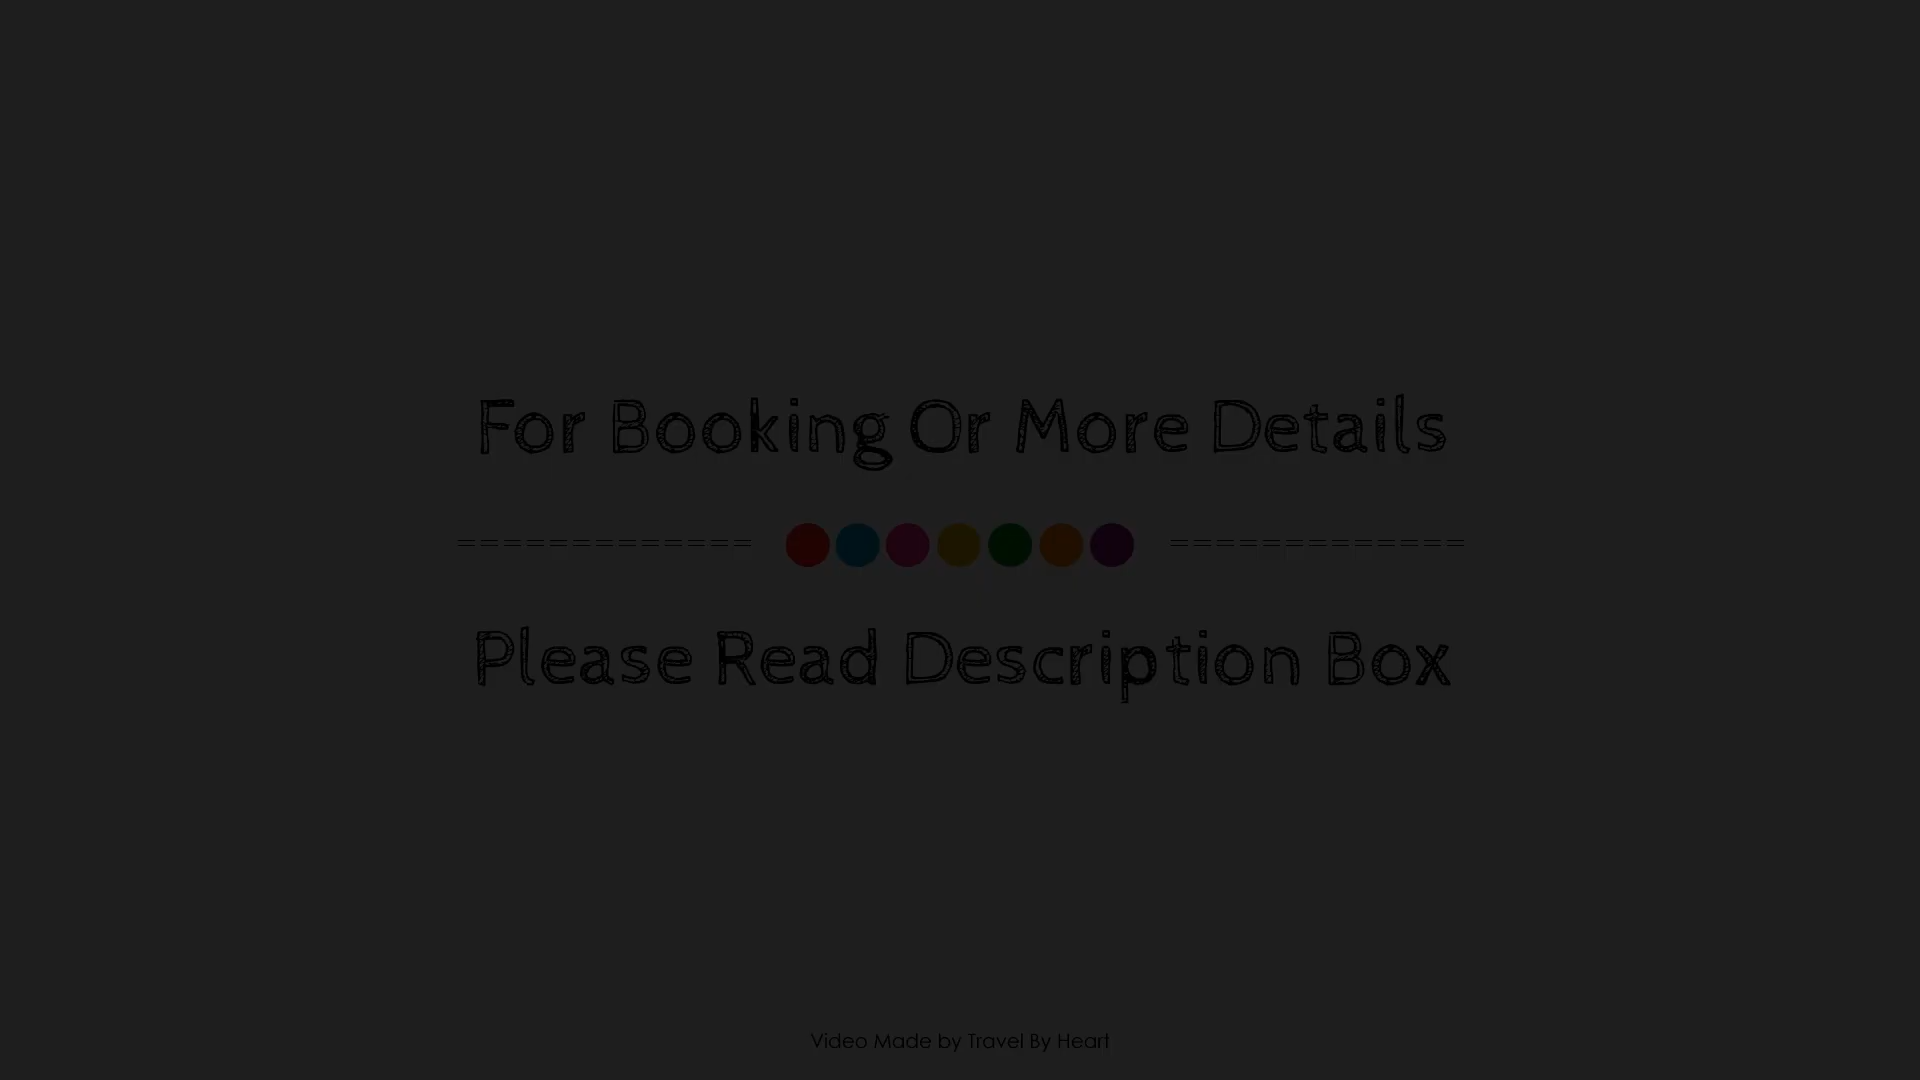 For Booking Or More Details
============= =============
Please Read Description Box
Video Made by Travel By Heart